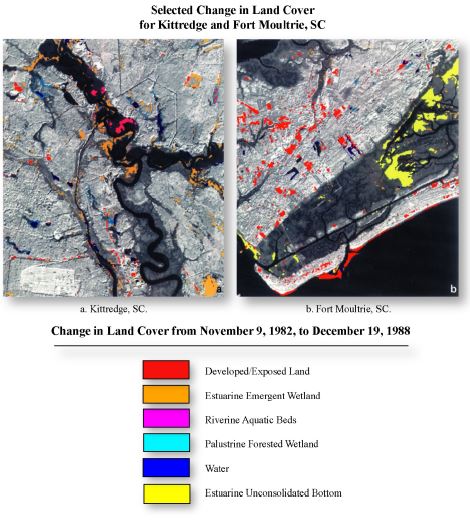 Selected Change in Land Cover
for Kittredge and Fort Moultrie, SC
a
b
a. Kittredge, SC.
b. Fort Moultrie, SC.
Change in Land Cover from November 9, 1982, to December 19, 1988
Developed/Exposed Land
Estuarine Emergent Wetland
Riverine Aquatic Beds
Palustrine Forested Wetland
Water
Estuarine Unconsolidated Bottom